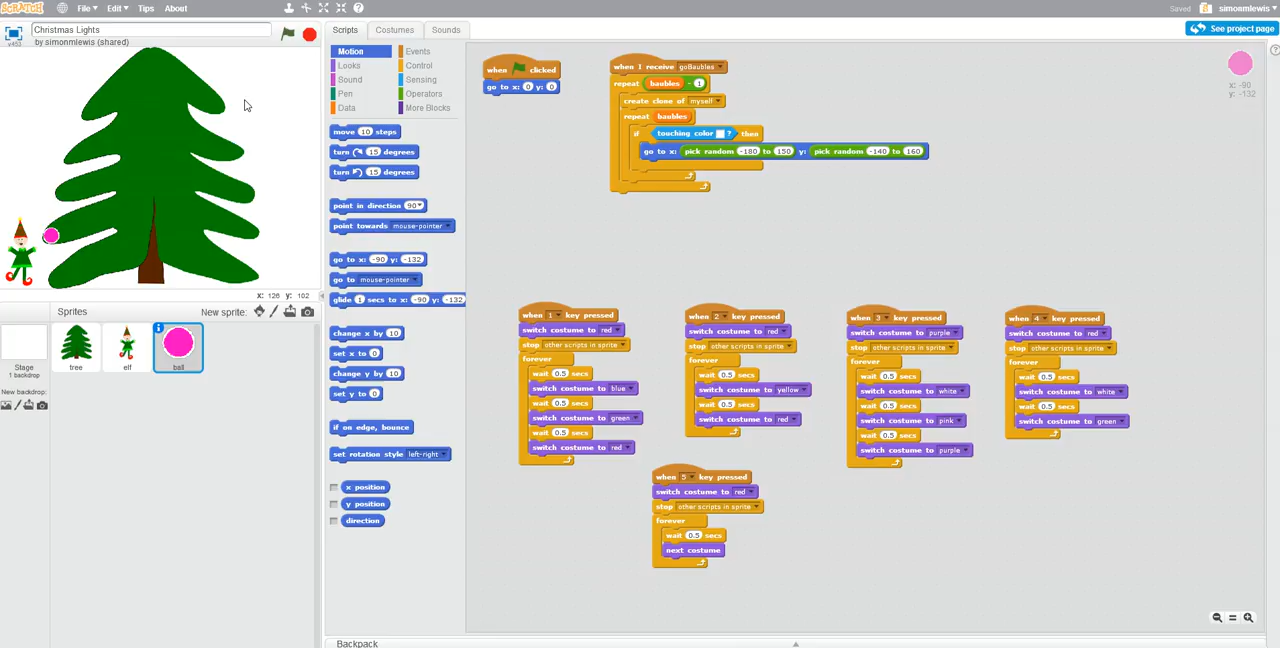 SCRATCH File Edit Tips About Saved simonmlewis
v453 Christmas Lights
by simonmlewis (shared)
See project page
Scripts Costumes Sounds
Motion Events
Looks Control
Sound Sensing
Pen Operators
Data More Blocks
move 10 steps
turn 15 degrees
turn 15 degrees
point in direction 90
point towards mouse-pointer
go to x: -90 y: -132
go to mouse-pointer
glide 1 secs to x: -90 y: -132
change x by 10
set x to 0
change y by 10
set y to 0
if on edge, bounce
set rotation style left-right
x position
y position
direction
x: 126 y: 102
Sprites New sprite:
tree elf ball
Stage
1 backdrop
New backdrop:
when clicked
go to x: 0 y: 0
when I receive goBaubles
repeat baubles - 1
create clone of myself
repeat baubles
if touching color ? then
go to x: pick random -180 to 150 y: pick random -140 to 160
x: -90
y: -132
when 1 key pressed
switch costume to red
stop other scripts in sprite
forever
wait 0.5 secs
switch costume to blue
wait 0.5 secs
switch costume to green
wait 0.5 secs
switch costume to red
when 2 key pressed
switch costume to red
stop other scripts in sprite
forever
wait 0.5 secs
switch costume to yellow
wait 0.5 secs
switch costume to red
when 3 key pressed
switch costume to purple
stop other scripts in sprite
forever
wait 0.5 secs
switch costume to white
wait 0.5 secs
switch costume to pink
wait 0.5 secs
switch costume to purple
when 4 key pressed
switch costume to red
stop other scripts in sprite
forever
wait 0.5 secs
switch costume to white
wait 0.5 secs
switch costume to green
when 5 key pressed
switch costume to red
stop other scripts in sprite
forever
wait 0.5 secs
next costume
Backpack